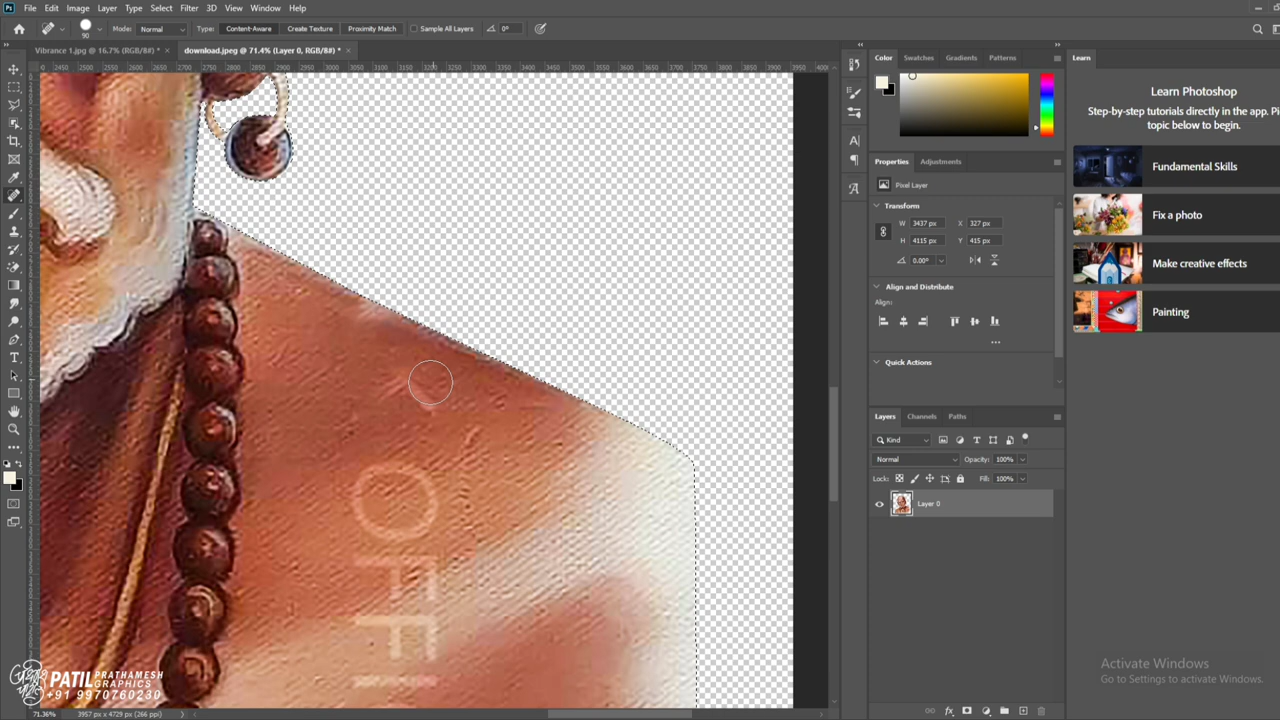 File Edit Image Layer Type Select Filter 3D View Window Help
90 Mode: Normal Type: Content-Aware Create Texture Proximity Match Sample All Layers 0°
Vibrance 1.jpg @ 16.7% (RGB/8#) * × download.jpeg @ 71.4% (Layer 0, RGB/8#) * ×
Color Swatches Gradients Patterns
Learn
Learn Photoshop
Step-by-step tutorials directly in the app. Pi
topic below to begin.
Fundamental Skills
Fix a photo
Make creative effects
Painting
Properties Adjustments
Pixel Layer
Transform
W 3437 px X 327 px
H 4115 px Y 415 px
0.00°
Align and Distribute
Align:
Quick Actions
Layers Channels Paths
Kind
Normal Opacity: 100%
Lock: Fill: 100%
Layer 0
OFFI
PATIL PRATHAMESH
GRAPHICS
+91 9970760230
Activate Windows
Go to Settings to activate Windows.
71.36% 3957 px x 4729 px (266 ppi)